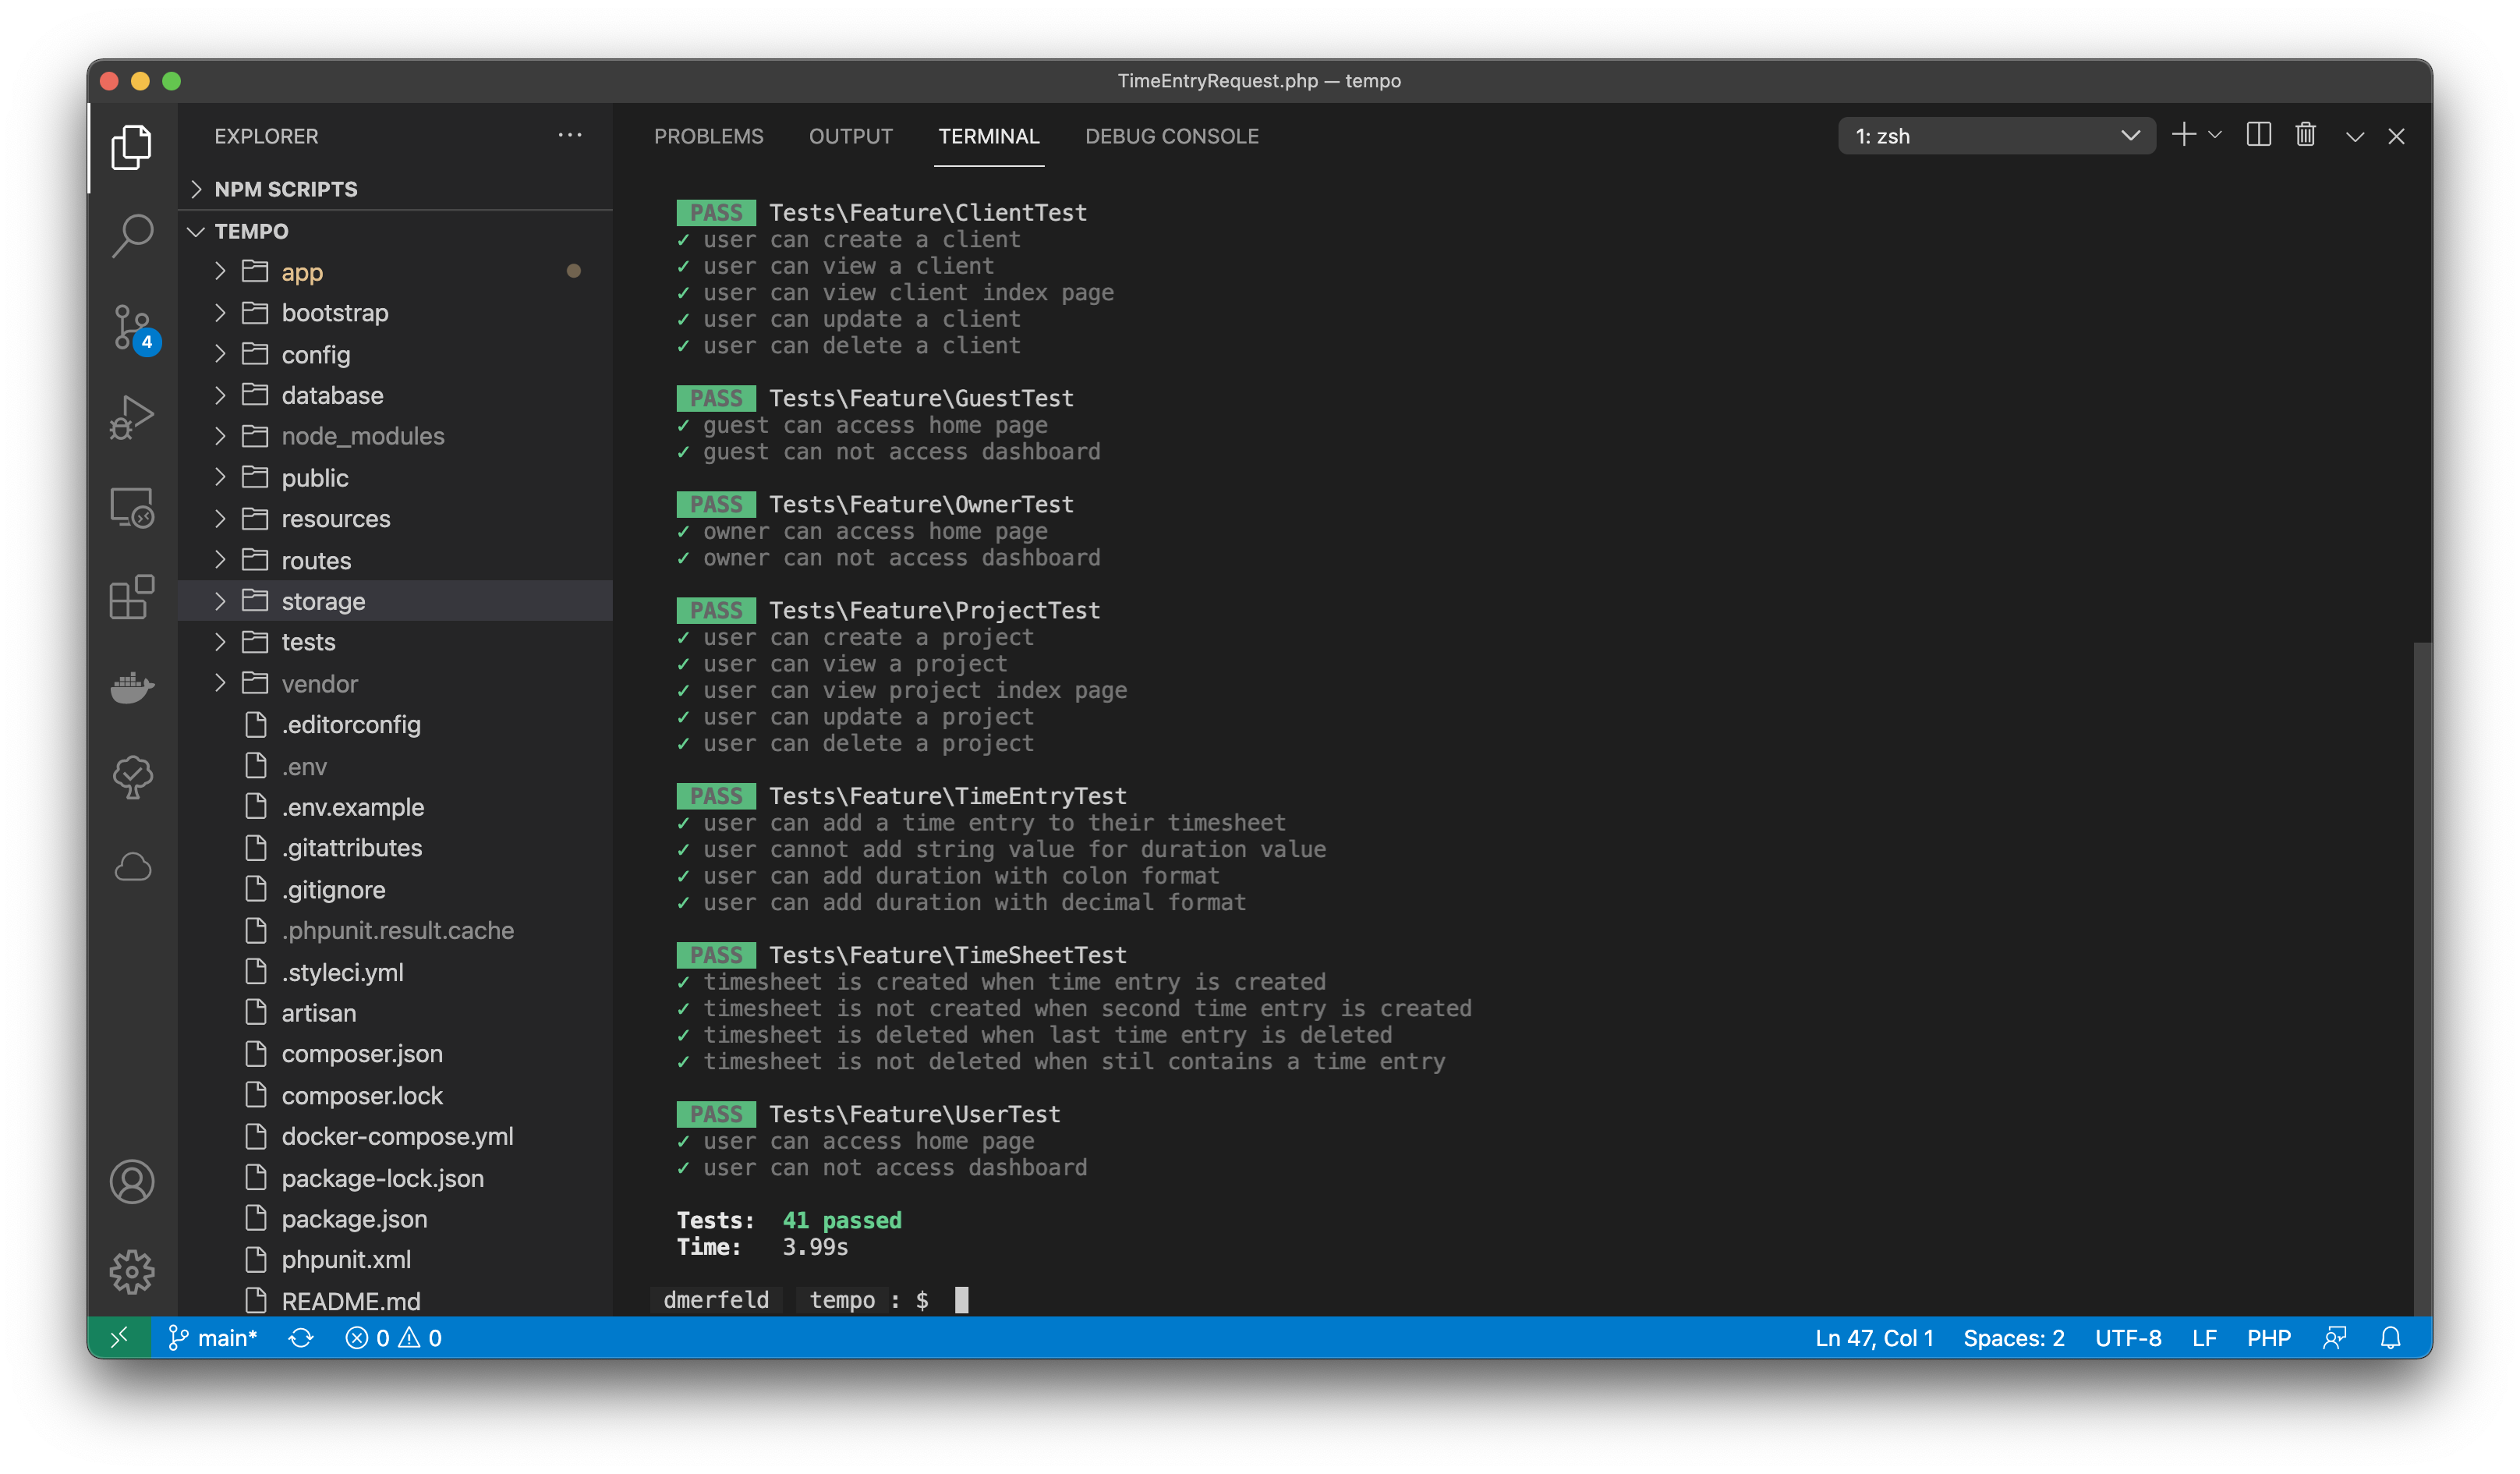 TimeEntryRequest.php — tempo
EXPLORER
NPM SCRIPTS
TEMPO
app
bootstrap
config
database
node_modules
public
resources
routes
storage
tests
vendor
.editorconfig
.env
.env.example
.gitattributes
.gitignore
.phpunit.result.cache
.styleci.yml
artisan
composer.json
composer.lock
docker-compose.yml
package-lock.json
package.json
phpunit.xml
README.md
4
PROBLEMS OUTPUT TERMINAL DEBUG CONSOLE 1: zsh
PASS Tests\Feature\ClientTest
✓ user can create a client
✓ user can view a client
✓ user can view client index page
✓ user can update a client
✓ user can delete a client
PASS Tests\Feature\GuestTest
✓ guest can access home page
✓ guest can not access dashboard
PASS Tests\Feature\OwnerTest
✓ owner can access home page
✓ owner can not access dashboard
PASS Tests\Feature\ProjectTest
✓ user can create a project
✓ user can view a project
✓ user can view project index page
✓ user can update a project
✓ user can delete a project
PASS Tests\Feature\TimeEntryTest
✓ user can add a time entry to their timesheet
✓ user cannot add string value for duration value
✓ user can add duration with colon format
✓ user can add duration with decimal format
PASS Tests\Feature\TimeSheetTest
✓ timesheet is created when time entry is created
✓ timesheet is not created when second time entry is created
✓ timesheet is deleted when last time entry is deleted
✓ timesheet is not deleted when stil contains a time entry
PASS Tests\Feature\UserTest
✓ user can access home page
✓ user can not access dashboard
Tests: 41 passed
Time: 3.99s
dmerfeld tempo : $
main* 0 0 Ln 47, Col 1 Spaces: 2 UTF-8 LF PHP